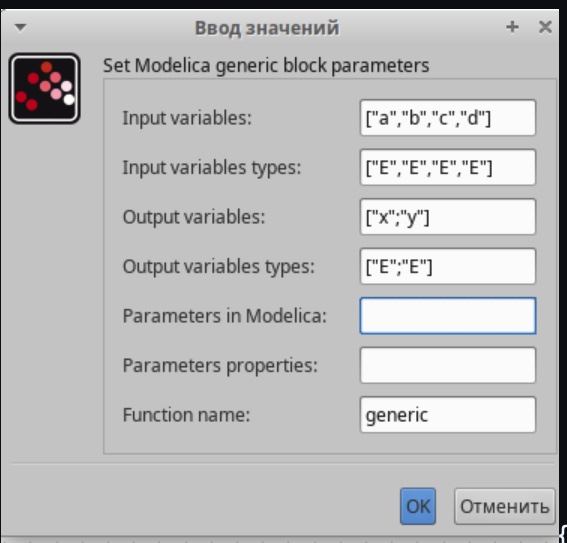 Ввод значений
Set Modelica generic block parameters
Input variables: ["a","b","c","d"]
Input variables types: ["E","E","E","E"]
Output variables: ["x";"y"]
Output variables types: ["E";"E"]
Parameters in Modelica:
Parameters properties:
Function name: generic
OK Отменить
{